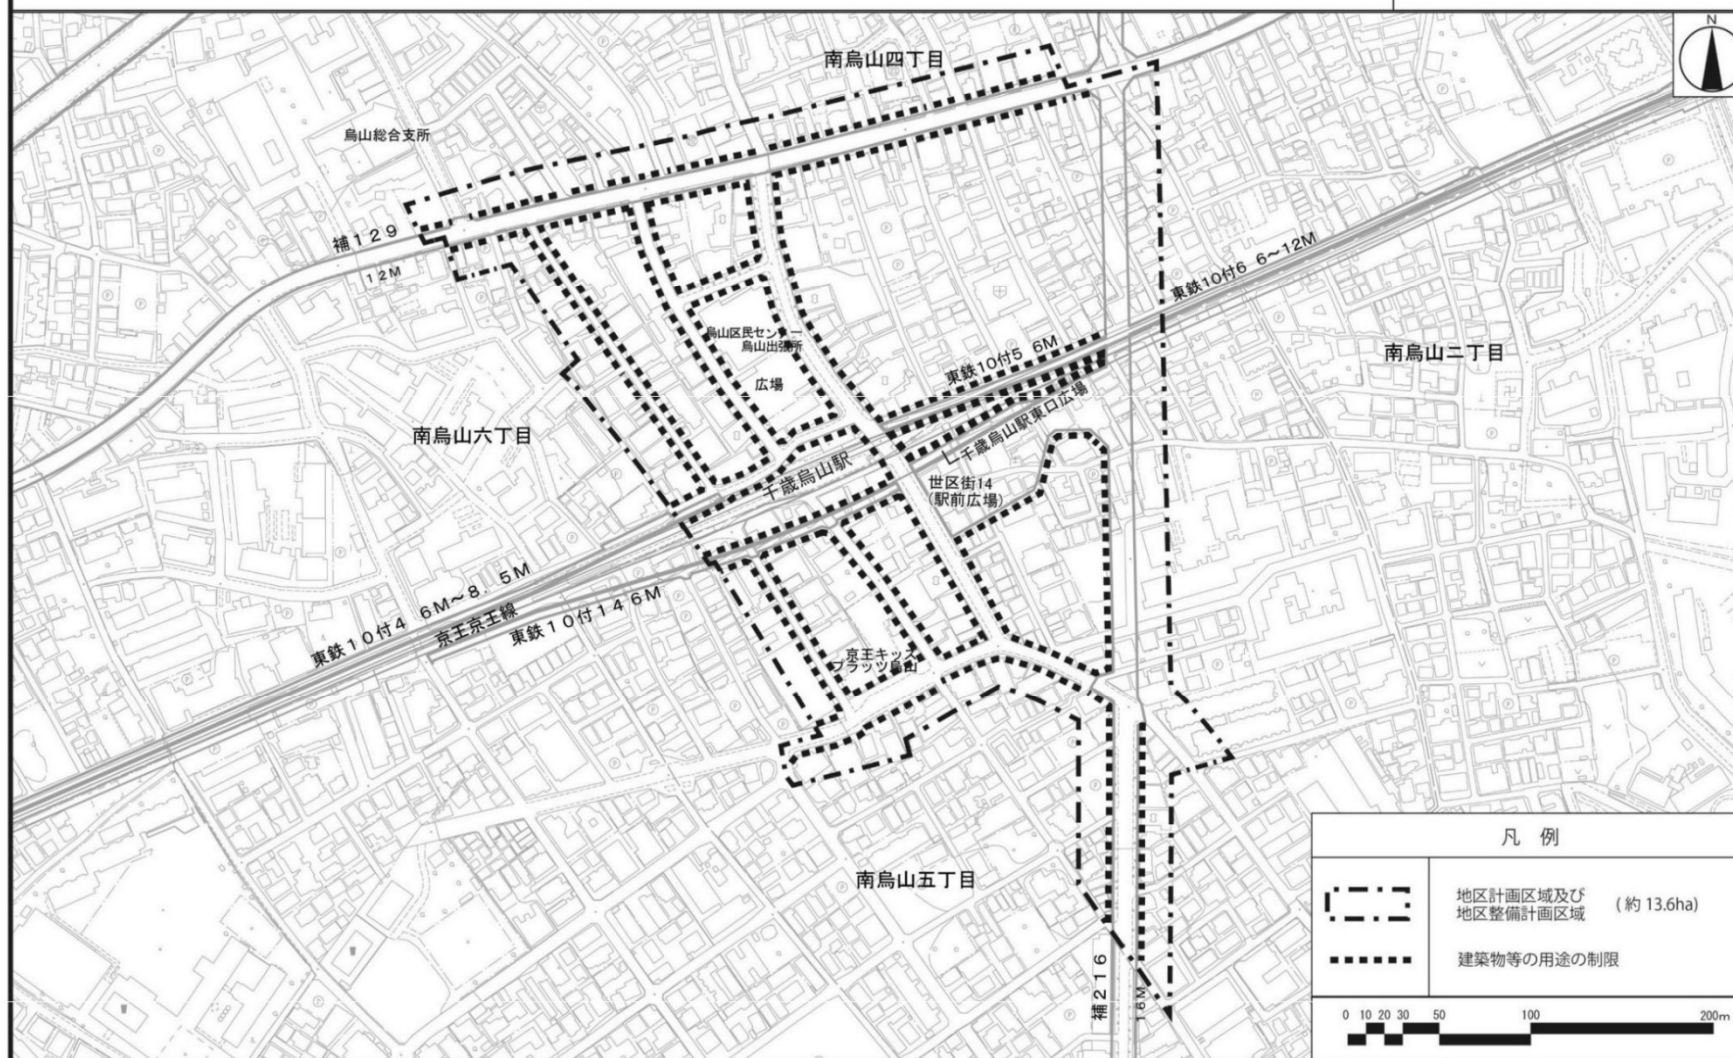 N
南烏山四丁目
烏山総合支所
補129
12M
東鉄10付6 6~12M
烏山区民センター
烏山出張所
広場
東鉄10付5 6M
南烏山二丁目
千歳烏山駅東口広場
南烏山六丁目
千歳烏山駅
世区街14
(駅前広場)
東鉄10付4 6M~8.5M
京王京王線
東鉄10付14 6M
京王キッズ
プラッツ烏山
南烏山五丁目
補216
16M
凡例
地区計画区域及び
地区整備計画区域
(約13.6ha)
建築物等の用途の制限
0 10 20 30 50 100 200m